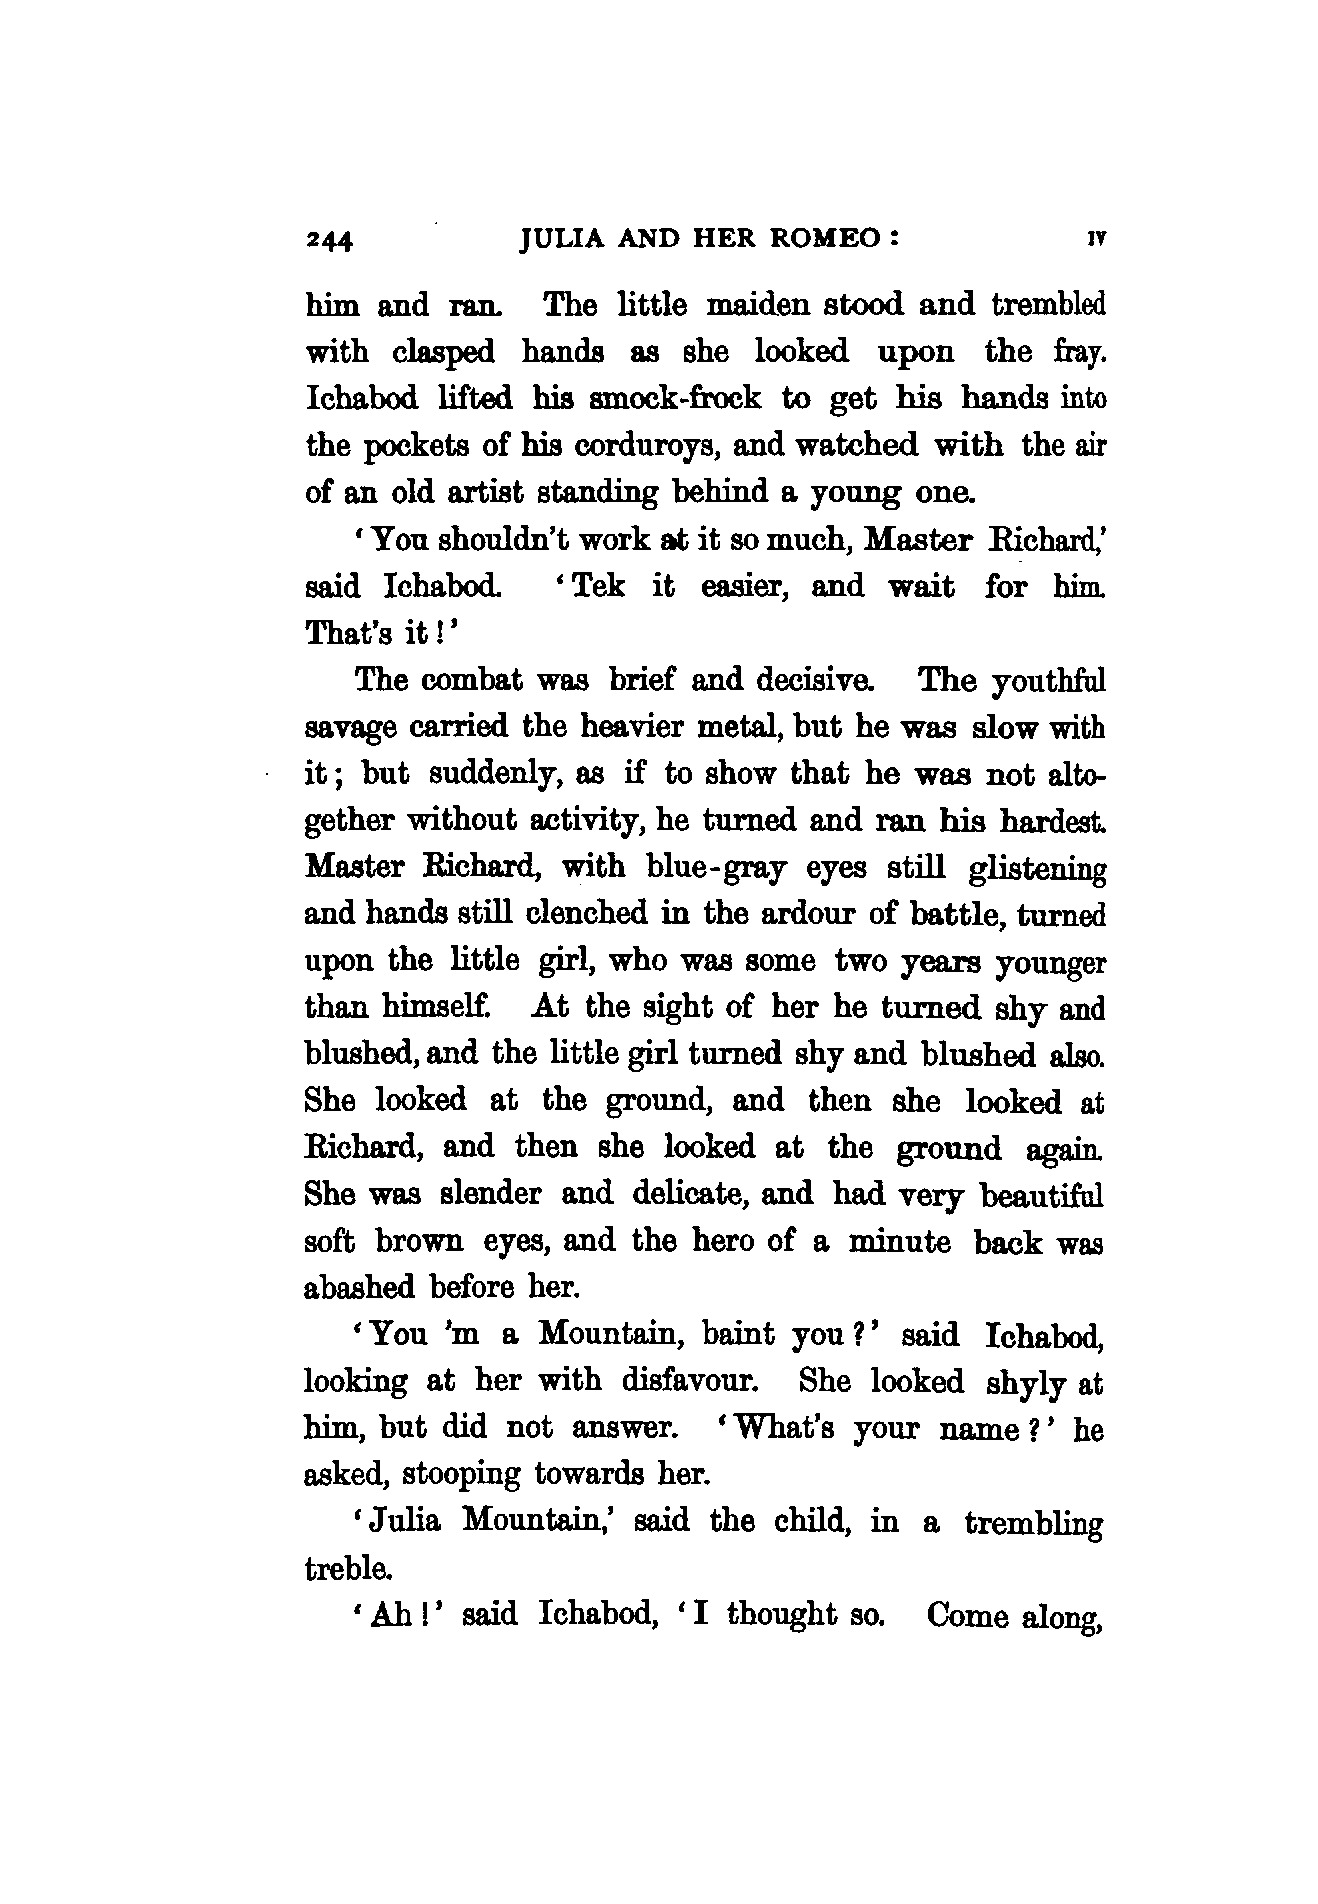 244 JULIA AND HER ROMEO : IV
him and ran. The little maiden stood and trembled
with clasped hands as she looked upon the fray.
Ichabod lifted his smock-frock to get his hands into
the pockets of his corduroys, and watched with the air
of an old artist standing behind a young one.
‘You shouldn’t work at it so much, Master Richard,’
said Ichabod. ‘Tek it easier, and wait for him.
That’s it!’
The combat was brief and decisive. The youthful
savage carried the heavier metal, but he was slow with
it; but suddenly, as if to show that he was not alto-
gether without activity, he turned and ran his hardest.
Master Richard, with blue-gray eyes still glistening
and hands still clenched in the ardour of battle, turned
upon the little girl, who was some two years younger
than himself. At the sight of her he turned shy and
blushed, and the little girl turned shy and blushed also.
She looked at the ground, and then she looked at
Richard, and then she looked at the ground again.
She was slender and delicate, and had very beautiful
soft brown eyes, and the hero of a minute back was
abashed before her.
‘You ’m a Mountain, baint you?’ said Ichabod,
looking at her with disfavour. She looked shyly at
him, but did not answer. ‘What’s your name?’ he
asked, stooping towards her.
‘Julia Mountain,’ said the child, in a trembling
treble.
‘Ah!’ said Ichabod, ‘I thought so. Come along,